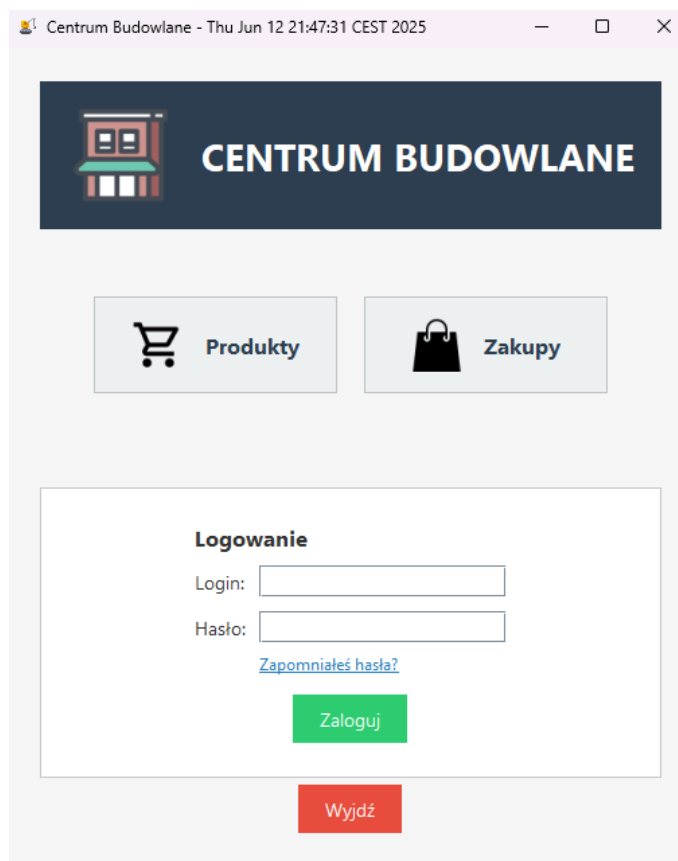 Centrum Budowlane - Thu Jun 12 21:47:31 CEST 2025
CENTRUM BUDOWLANE
Produkty
Zakupy
Logowanie
Login:
Hasło:
Zapomniałeś hasła?
Zaloguj
Wyjdź